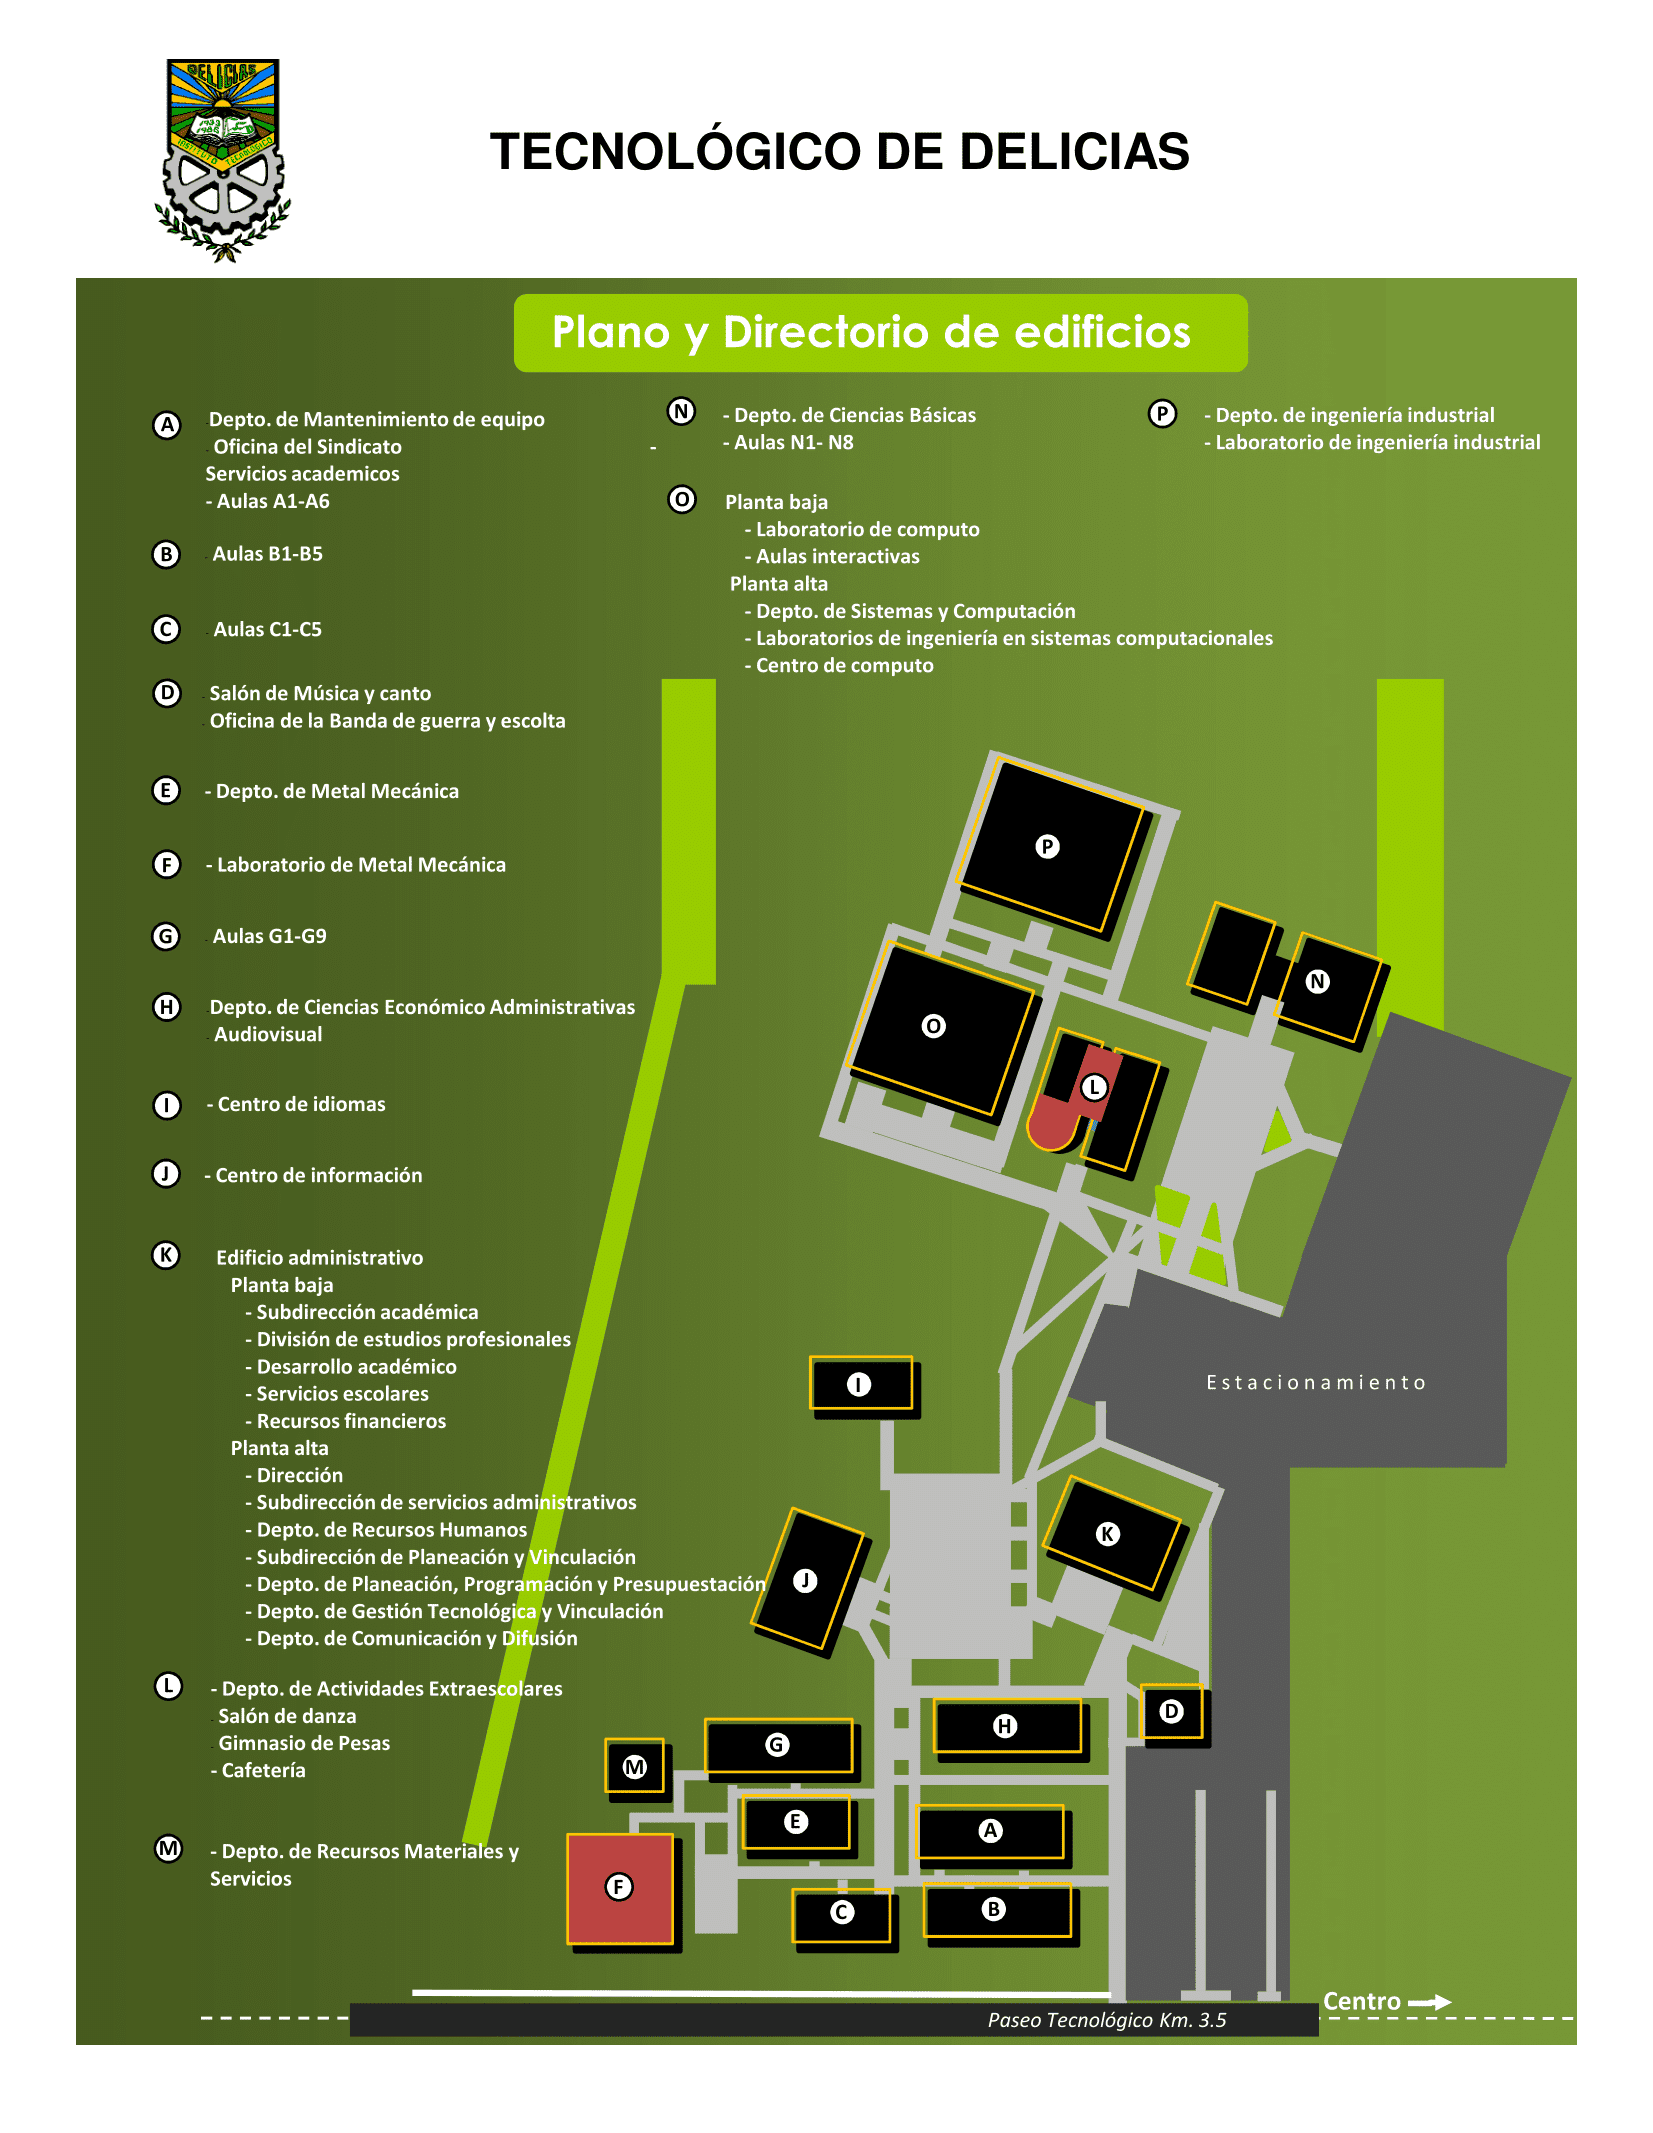 DELICIAS
1933
1986
INSTITUTO TECNOLOGICO
TECNOLÓGICO DE DELICIAS
Plano y Directorio de edificios
A
Depto. de Mantenimiento de equipo
Oficina del Sindicato
Servicios academicos
- Aulas A1-A6
B
Aulas B1-B5
C
Aulas C1-C5
D
Salón de Música y canto
Oficina de la Banda de guerra y escolta
E
- Depto. de Metal Mecánica
F
- Laboratorio de Metal Mecánica
G
Aulas G1-G9
H
Depto. de Ciencias Económico Administrativas
Audiovisual
I
- Centro de idiomas
J
- Centro de información
K
Edificio administrativo
Planta baja
- Subdirección académica
- División de estudios profesionales
- Desarrollo académico
- Servicios escolares
- Recursos financieros
Planta alta
- Dirección
- Subdirección de servicios administrativos
- Depto. de Recursos Humanos
- Subdirección de Planeación y Vinculación
- Depto. de Planeación, Programación y Presupuestación
- Depto. de Gestión Tecnológica y Vinculación
- Depto. de Comunicación y Difusión
L
- Depto. de Actividades Extraescolares
Salón de danza
Gimnasio de Pesas
- Cafetería
M
- Depto. de Recursos Materiales y
Servicios
N
- Depto. de Ciencias Básicas
-
- Aulas N1- N8
O
Planta baja
- Laboratorio de computo
- Aulas interactivas
Planta alta
- Depto. de Sistemas y Computación
- Laboratorios de ingeniería en sistemas computacionales
- Centro de computo
P
- Depto. de ingeniería industrial
- Laboratorio de ingeniería industrial
P
N
O
L
Estacionamiento
I
K
J
D
H
G
M
E
A
F
C
B
Centro
Paseo Tecnológico Km. 3.5